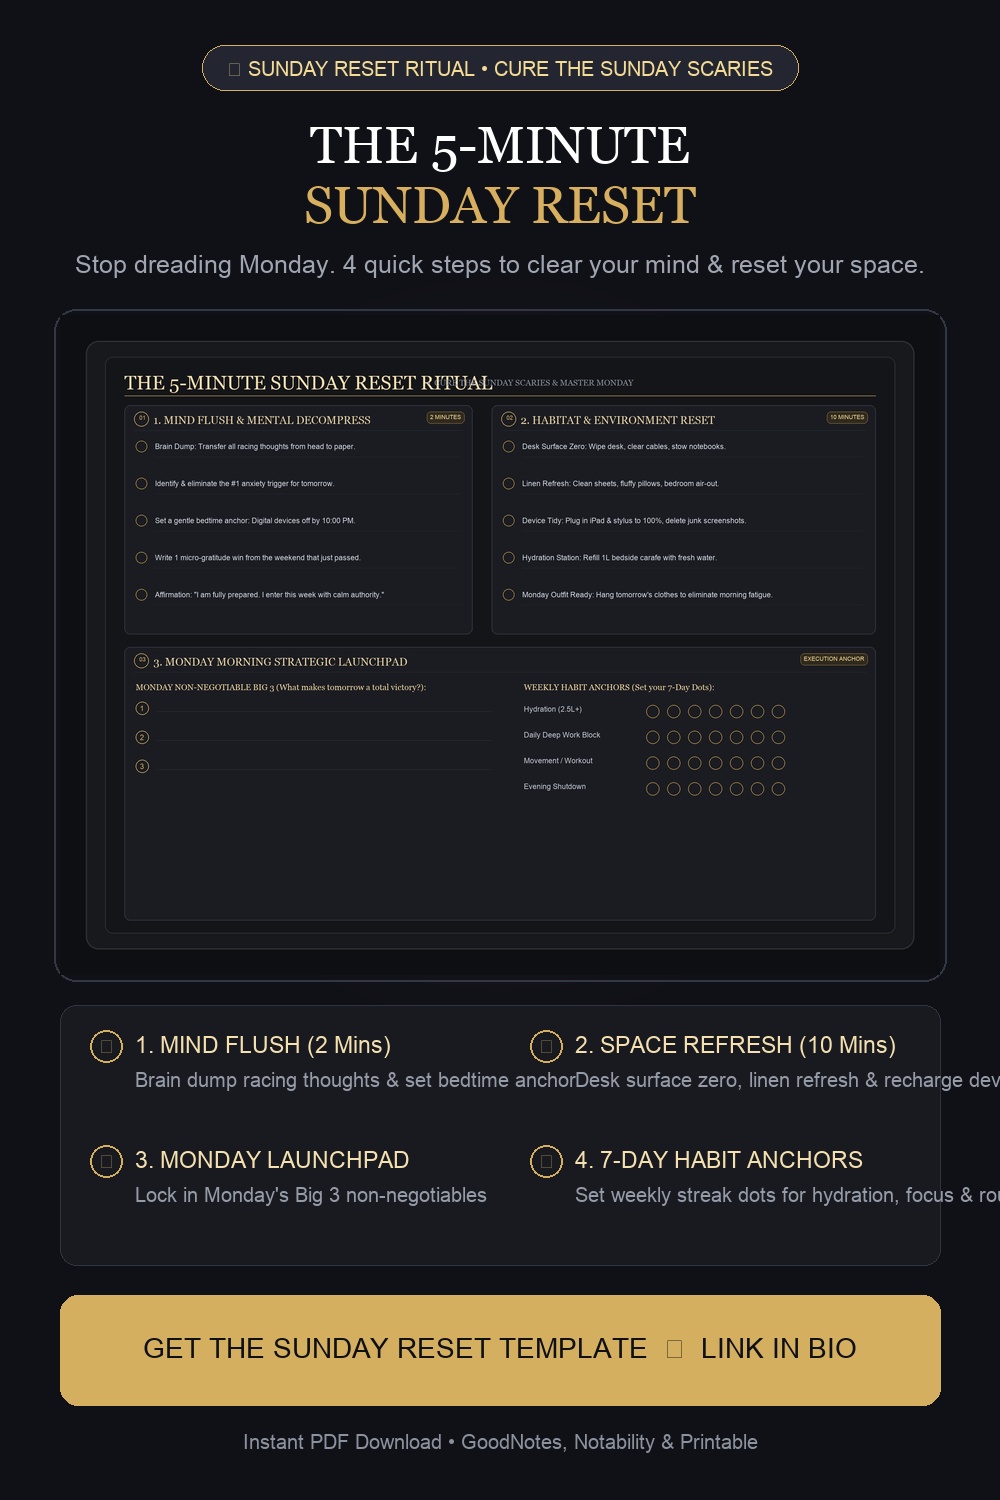 SUNDAY RESET RITUAL • CURE THE SUNDAY SCARIES
THE 5-MINUTE
SUNDAY RESET
Stop dreading Monday. 4 quick steps to clear your mind & reset your space.
THE 5-MINUTE SUNDAY RESET RITUAL
SUNDAY SCARIES & MASTER MONDAY
01 1. MIND FLUSH & MENTAL DECOMPRESS
2 MINUTES
Brain Dump: Transfer all racing thoughts from head to paper.
Identify & eliminate the #1 anxiety trigger for tomorrow.
Set a gentle bedtime anchor: Digital devices off by 10:00 PM.
Write 1 micro-gratitude win from the weekend that just passed.
Affirmation: "I am fully prepared. I enter this week with calm authority."
02 2. HABITAT & ENVIRONMENT RESET
10 MINUTES
Desk Surface Zero: Wipe desk, clear cables, stow notebooks.
Linen Refresh: Clean sheets, fluffy pillows, bedroom air-out.
Device Tidy: Plug in iPad & stylus to 100%, delete junk screenshots.
Hydration Station: Refill 1L bedside carafe with fresh water.
Monday Outfit Ready: Hang tomorrow's clothes to eliminate morning fatigue.
03 3. MONDAY MORNING STRATEGIC LAUNCHPAD
EXECUTION ANCHOR
MONDAY NON-NEGOTIABLE BIG 3 (What makes tomorrow a total victory?):
1
2
3
WEEKLY HABIT ANCHORS (Set your 7-Day Dots):
Hydration (2.5L+)
Daily Deep Work Block
Movement / Workout
Evening Shutdown
1. MIND FLUSH (2 Mins)
Brain dump racing thoughts & set bedtime anchor
2. SPACE REFRESH (10 Mins)
Desk surface zero, linen refresh & recharge dev
3. MONDAY LAUNCHPAD
Lock in Monday's Big 3 non-negotiables
4. 7-DAY HABIT ANCHORS
Set weekly streak dots for hydration, focus & rou
GET THE SUNDAY RESET TEMPLATE LINK IN BIO
Instant PDF Download • GoodNotes, Notability & Printable